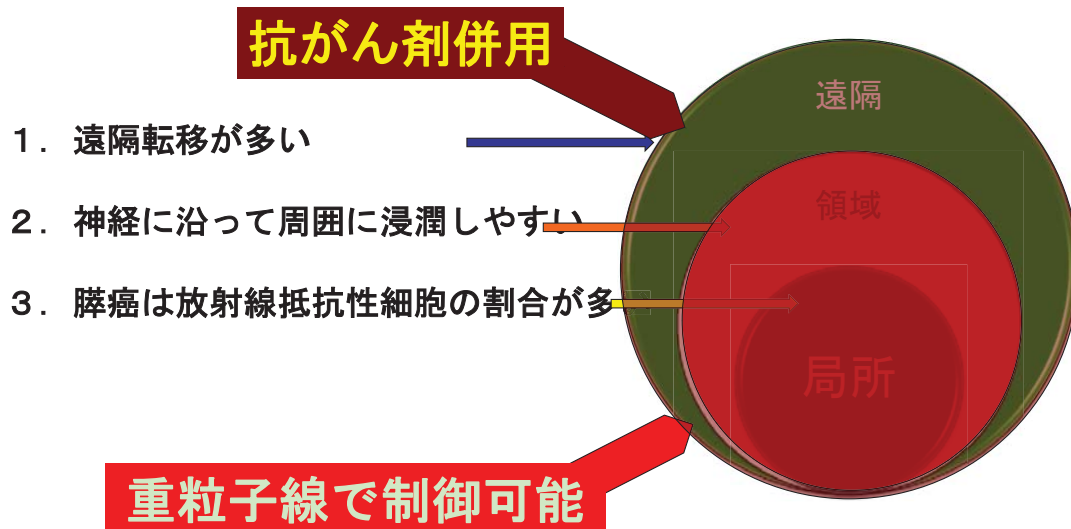 抗がん剤併用
遠隔
1. 遠隔転移が多い
領域
2. 神経に沿って周囲に浸潤しやすい
3. 膵癌は放射線抵抗性細胞の割合が多
局所
重粒子線で制御可能